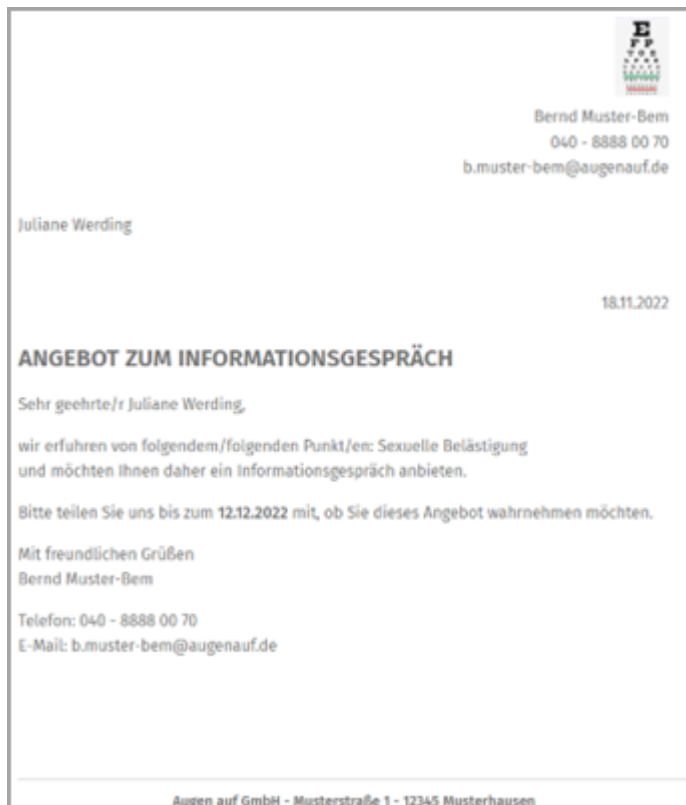 E
F P
Bernd Muster-Bem
040 - 8888 00 70
b.muster-bem@augenauf.de
Juliane Werding
18.11.2022
ANGEBOT ZUM INFORMATIONSGESPRÄCH
Sehr geehrte/r Juliane Werding,
wir erfuhren von folgendem/folgenden Punkt/en: Sexuelle Belästigung
und möchten Ihnen daher ein Informationsgespräch anbieten.
Bitte teilen Sie uns bis zum 12.12.2022 mit, ob Sie dieses Angebot wahrnehmen möchten.
Mit freundlichen Grüßen
Bernd Muster-Bem
Telefon: 040 - 8888 00 70
E-Mail: b.muster-bem@augenauf.de
Augen auf GmbH - Musterstraße 1 - 12345 Musterhausen